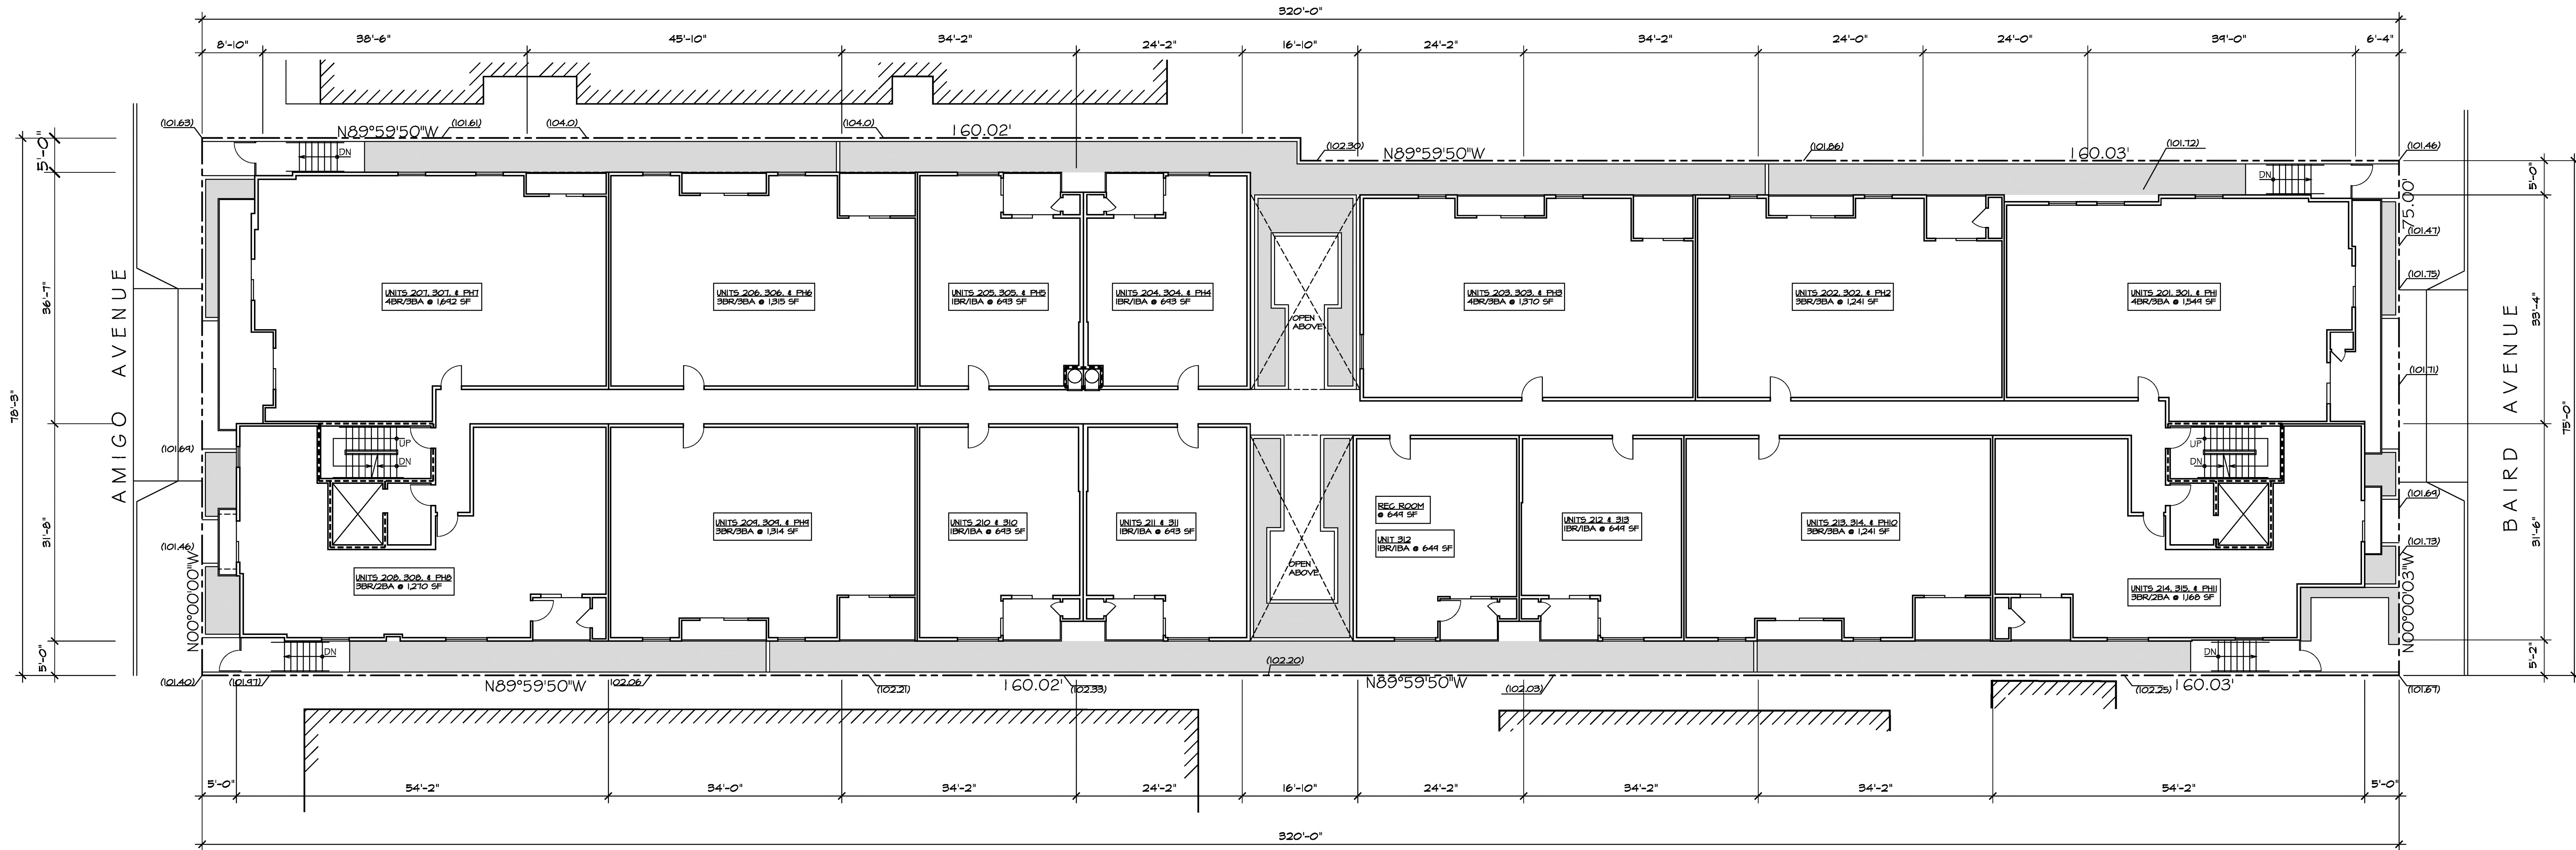 320'-0"
8'-10"
38'-6"
45'-10"
34'-2"
24'-2"
16'-10"
24'-2"
34'-2"
24'-0"
24'-0"
39'-0"
6'-4"
(101.63)
N89°59'50"W
(101.61)
(104.0)
(104.0)
160.02'
(102.30)
N89°59'50"W
(101.86)
160.03'
(101.72)
(101.46)
5'-0"
DN
DN
5'-0"
75.00'
(101.47)
(101.75)
(101.71)
36'-7"
78'-3"
AMIGO AVENUE
UNITS 207, 307, & PH7
4BR/3BA @ 1,692 SF
UNITS 206, 306, & PH6
3BR/3BA @ 1,315 SF
UNITS 205, 305, & PH5
1BR/1BA @ 693 SF
UNITS 204, 304, & PH4
1BR/1BA @ 693 SF
OPEN
ABOVE
UNITS 203, 303, & PH3
4BR/3BA @ 1,370 SF
UNITS 202, 302, & PH2
3BR/3BA @ 1,241 SF
UNITS 201, 301, & PH1
4BR/3BA @ 1,549 SF
BAIRD AVENUE
33'-4"
75'-0"
(101.69)
UP
DN
UP
DN
31'-8"
(101.46)
N00°00'00"W
UNITS 208, 308, & PH8
3BR/2BA @ 1,270 SF
UNITS 209, 309, & PH9
3BR/3BA @ 1,314 SF
UNITS 210 & 310
1BR/1BA @ 693 SF
UNITS 211 & 311
1BR/1BA @ 693 SF
OPEN
ABOVE
REC ROOM
@ 649 SF
UNIT 312
1BR/1BA @ 649 SF
UNITS 212 & 313
1BR/1BA @ 649 SF
UNITS 213, 314, & PH10
3BR/3BA @ 1,241 SF
UNITS 214, 315, & PH11
3BR/2BA @ 1,168 SF
(101.69)
(101.73)
31'-6"
N00°00'03"W
5'-0"
DN
DN
5'-2"
(101.40)
(101.97)
N89°59'50"W
102.06
(102.21)
160.02'
(102.33)
(102.20)
N89°59'50"W
(102.03)
(102.25)
160.03'
(101.67)
5'-0"
54'-2"
34'-0"
34'-2"
24'-2"
16'-10"
24'-2"
34'-2"
34'-2"
54'-2"
5'-0"
320'-0"